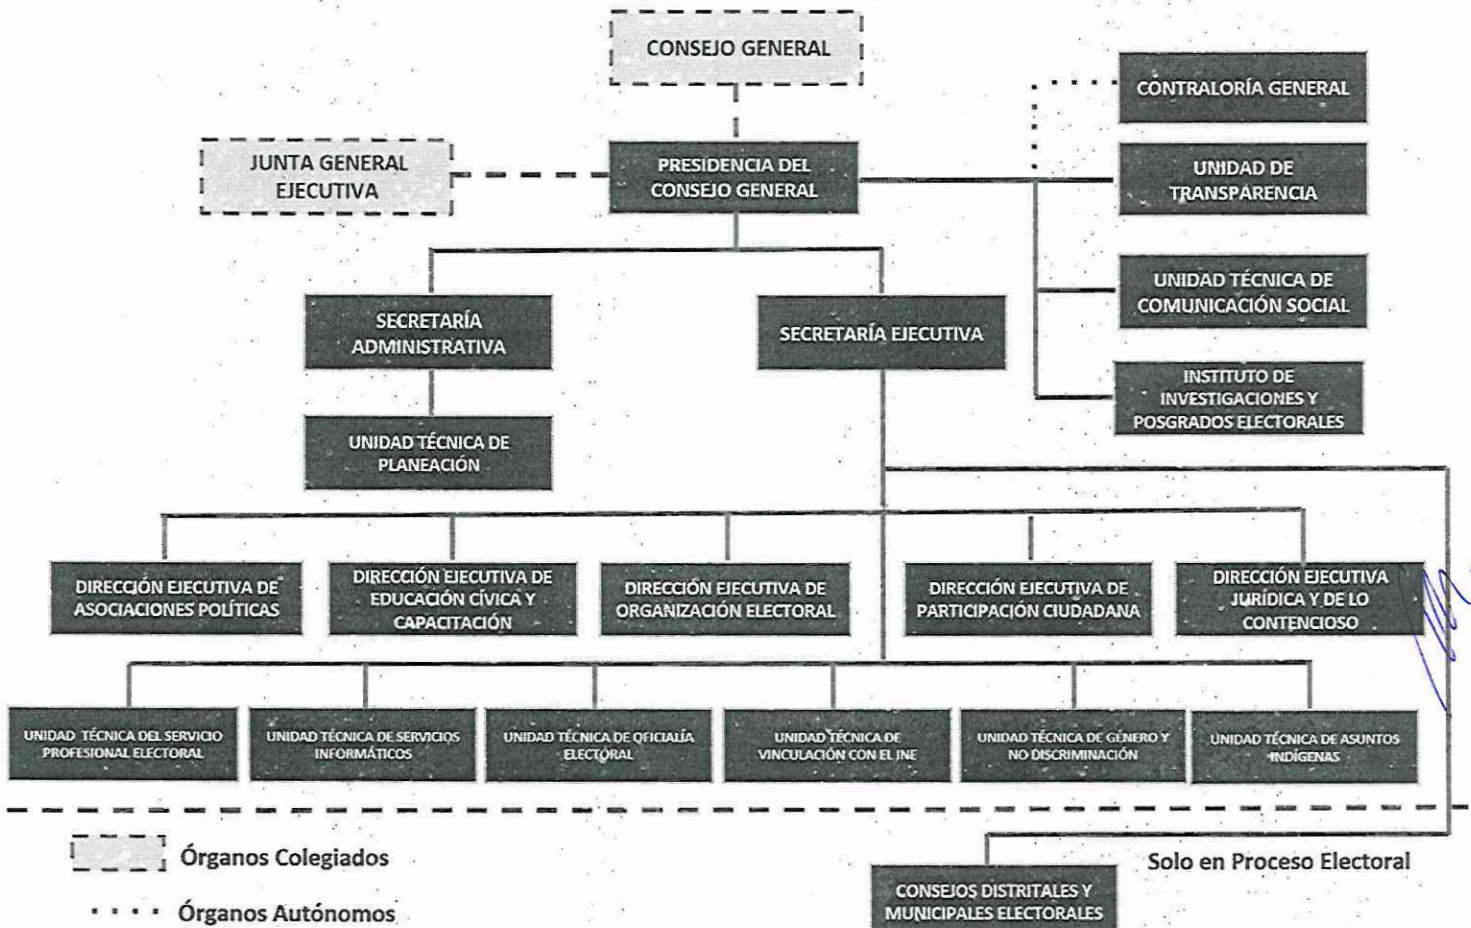 CONSEJO GENERAL
CONTRALORÍA GENERAL
JUNTA GENERAL
EJECUTIVA
PRESIDENCIA DEL
CONSEJO GENERAL
UNIDAD DE
TRANSPARENCIA
UNIDAD TÉCNICA DE
COMUNICACIÓN SOCIAL
SECRETARÍA
ADMINISTRATIVA
SECRETARÍA EJECUTIVA
INSTITUTO DE
INVESTIGACIONES Y
POSGRADOS ELECTORALES
UNIDAD TÉCNICA DE
PLANEACIÓN
DIRECCIÓN EJECUTIVA DE
ASOCIACIONES POLÍTICAS
DIRECCIÓN EJECUTIVA DE
EDUCACIÓN CÍVICA Y
CAPACITACIÓN
DIRECCIÓN EJECUTIVA DE
ORGANIZACIÓN ELECTORAL
DIRECCIÓN EJECUTIVA DE
PARTICIPACIÓN CIUDADANA
DIRECCIÓN EJECUTIVA
JURÍDICA Y DE LO
CONTENCIOSO
UNIDAD TÉCNICA DEL SERVICIO
PROFESIONAL ELECTORAL
UNIDAD TÉCNICA DE SERVICIOS
INFORMÁTICOS
UNIDAD TÉCNICA DE OFICIALÍA
ELECTORAL
UNIDAD TÉCNICA DE
VINCULACIÓN CON EL INE
UNIDAD TÉCNICA DE GÉNERO Y
NO DISCRIMINACIÓN
UNIDAD TÉCNICA DE ASUNTOS
INDÍGENAS
Órganos Colegiados
Órganos Autónomos
Solo en Proceso Electoral
CONSEJOS DISTRITALES Y
MUNICIPALES ELECTORALES